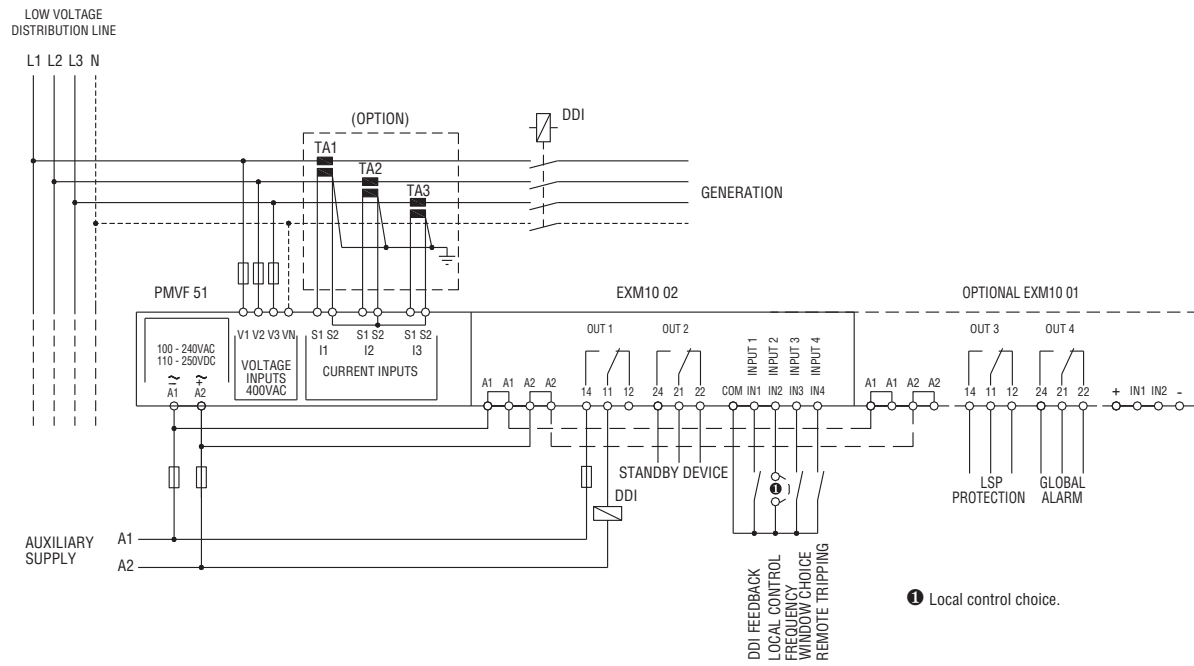 LOW VOLTAGE
DISTRIBUTION LINE
L1 L2 L3 N
(OPTION)
DDI
TA1
TA2
TA3
GENERATION
PMVF 51
EXM10 02
OPTIONAL EXM10 01
100 - 240VAC
110 - 250VDC
~ ~
– +
A1 A2
V1 V2 V3 VN
VOLTAGE
INPUTS
400VAC
S1 S2 S1 S2 S1 S2
I1 I2 I3
CURRENT INPUTS
A1 A1 A2 A2
OUT 1
14 11 12
OUT 2
24 21 22
INPUT 1
INPUT 2
INPUT 3
INPUT 4
COM IN1 IN2 IN3 IN4
A1 A1 A2 A2
OUT 3
14 11 12
OUT 4
24 21 22
+ IN1 IN2 -
STANDBY DEVICE
❶
LSP
PROTECTION
GLOBAL
ALARM
DDI
AUXILIARY
SUPPLY
A1
A2
DDI FEEDBACK
LOCAL CONTROL
FREQUENCY
WINDOW CHOICE
REMOTE TRIPPING
❶ Local control choice.